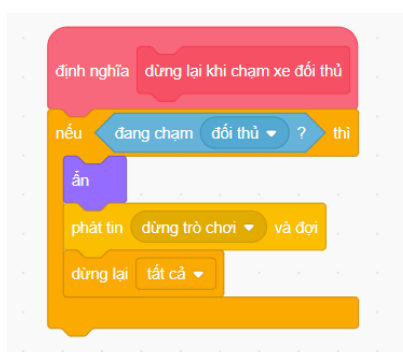 định nghĩa dừng lại khi chạm xe đối thủ
nếu đang chạm đối thủ ? thì
ẩn
phát tin dừng trò chơi và đợi
dừng lại tất cả